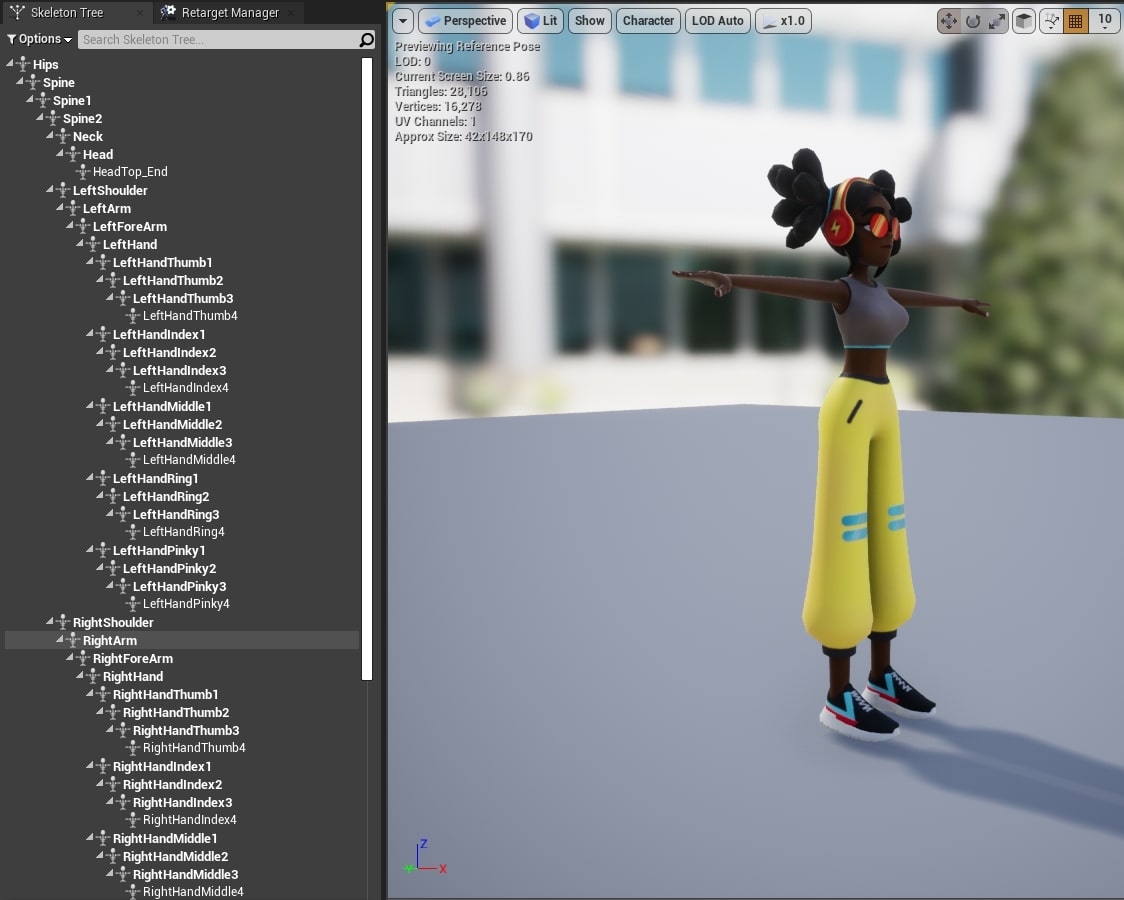 Skeleton Tree
Retarget Manager
Options
Search Skeleton Tree...
Hips
Spine
Spine1
Spine2
Neck
Head
HeadTop_End
LeftShoulder
LeftArm
LeftForeArm
LeftHand
LeftHandThumb1
LeftHandThumb2
LeftHandThumb3
LeftHandThumb4
LeftHandIndex1
LeftHandIndex2
LeftHandIndex3
LeftHandIndex4
LeftHandMiddle1
LeftHandMiddle2
LeftHandMiddle3
LeftHandMiddle4
LeftHandRing1
LeftHandRing2
LeftHandRing3
LeftHandRing4
LeftHandPinky1
LeftHandPinky2
LeftHandPinky3
LeftHandPinky4
RightShoulder
RightArm
RightForeArm
RightHand
RightHandThumb1
RightHandThumb2
RightHandThumb3
RightHandThumb4
RightHandIndex1
RightHandIndex2
RightHandIndex3
RightHandIndex4
RightHandMiddle1
RightHandMiddle2
RightHandMiddle3
RightHandMiddle4
Perspective Lit Show Character LOD Auto x1.0 10
Previewing Reference Pose
LOD: 0
Current Screen Size: 0.86
Triangles: 28,106
Vertices: 16,278
UV Channels: 1
Approx Size: 42x148x170
Z
Y X